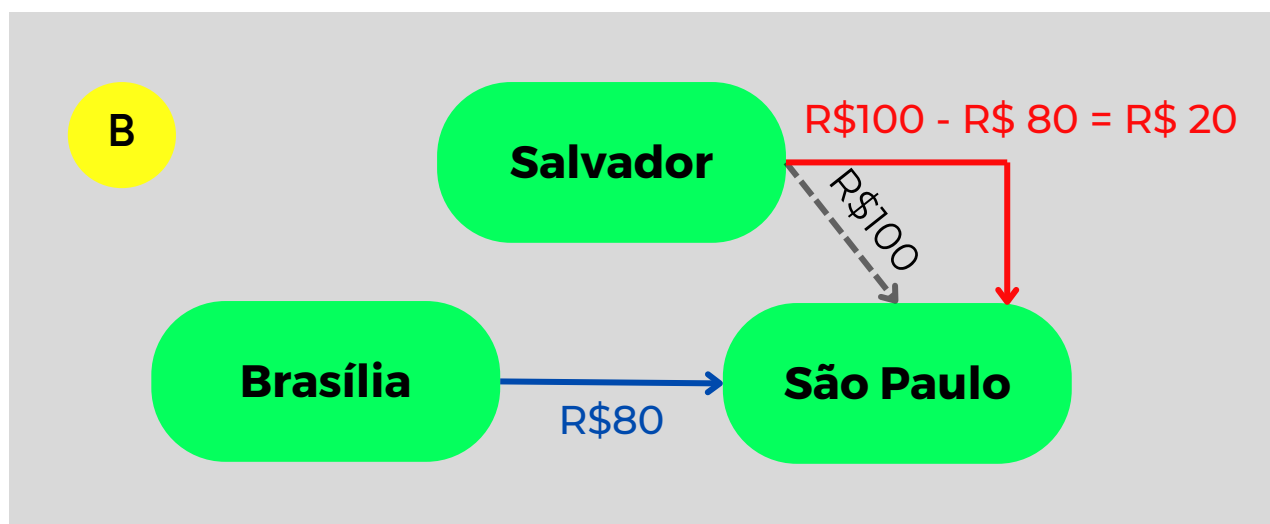 B
Salvador
R$100 - R$ 80 = R$ 20
R$100
Brasília
R$80
São Paulo